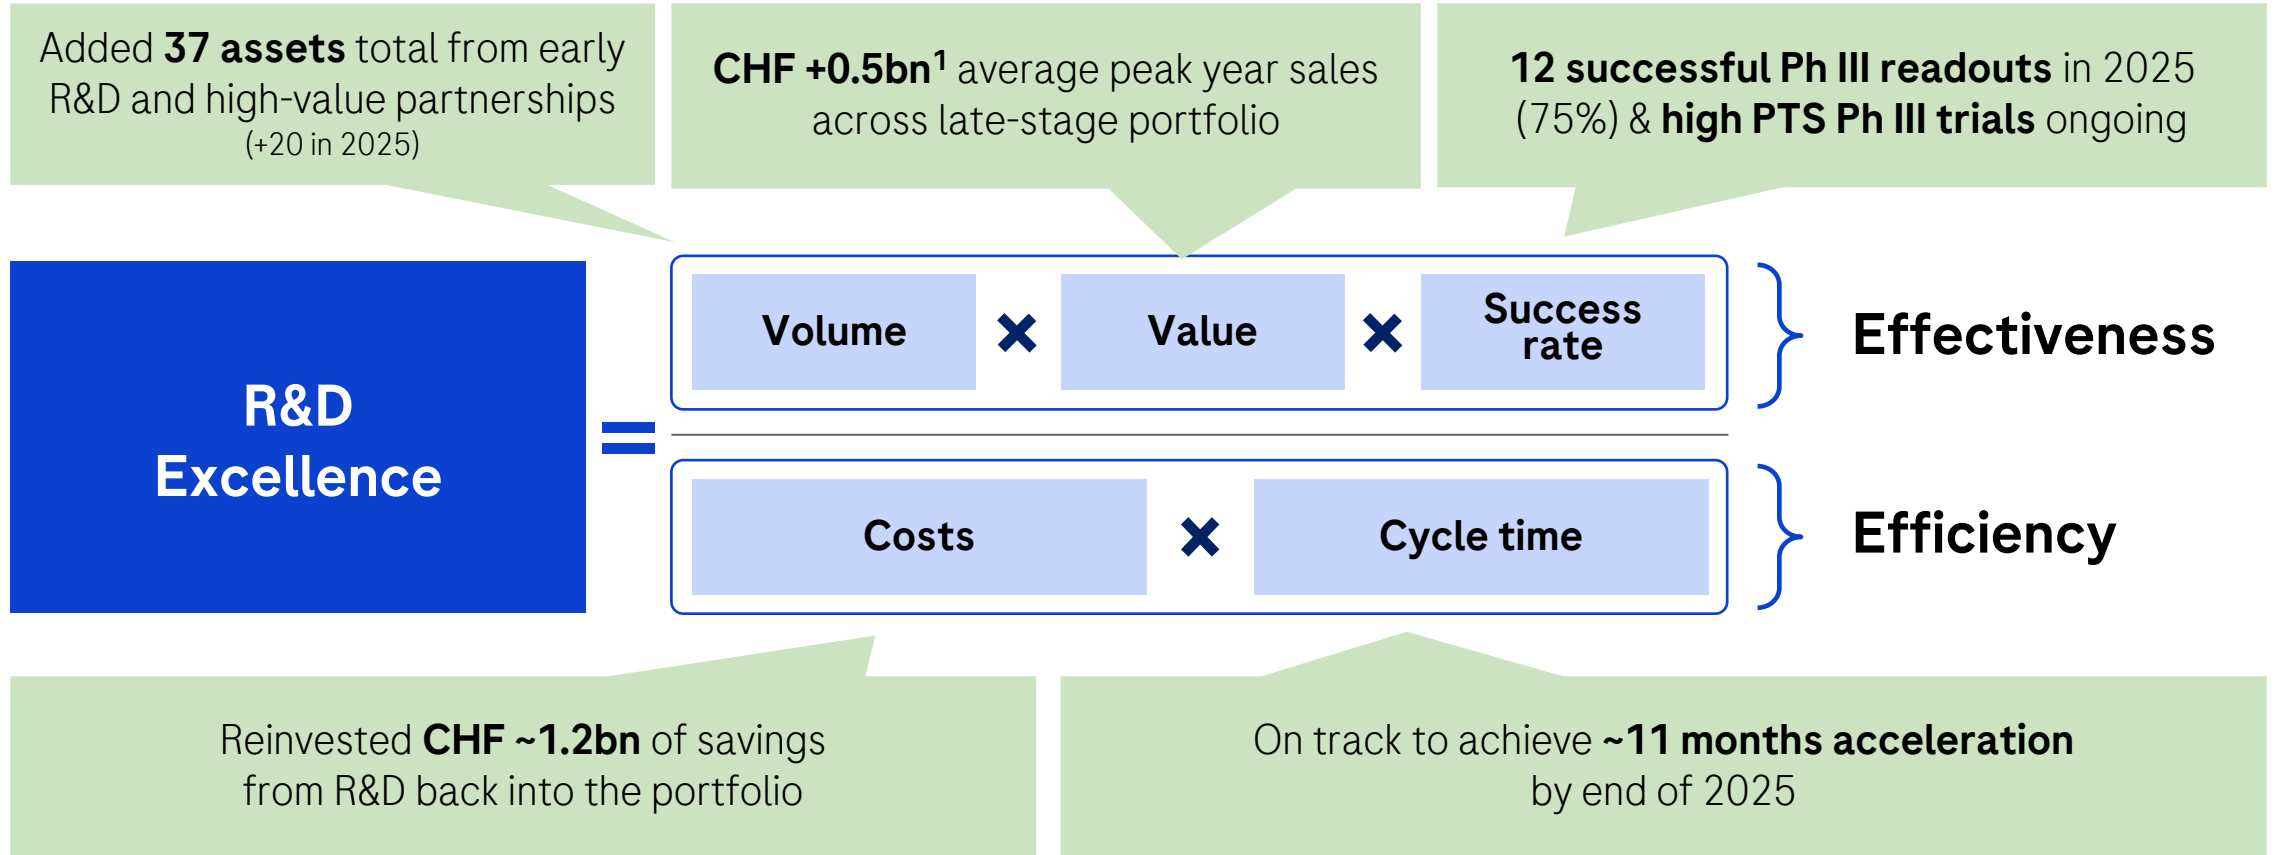 Added 37 assets total from early
R&D and high-value partnerships
(+20 in 2025)
CHF +0.5bn¹ average peak year sales
across late-stage portfolio
12 successful Ph III readouts in 2025
(75%) & high PTS Ph III trials ongoing
R&D
Excellence
=
Volume × Value × Success
rate
Effectiveness
Costs × Cycle time
Efficiency
Reinvested CHF ~1.2bn of savings
from R&D back into the portfolio
On track to achieve ~11 months acceleration
by end of 2025